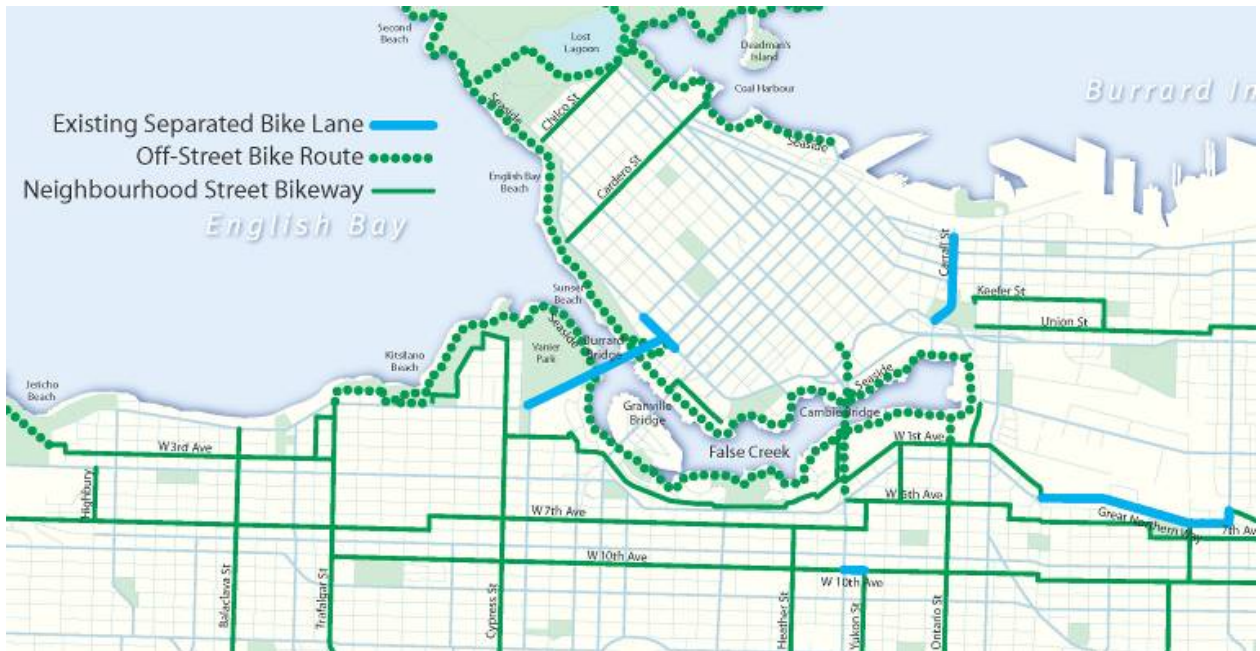 Second
Beach
Lost
Lagoon
Deadman's
Island
Coal Harbour
Burrard In
Existing Separated Bike Lane
Off-Street Bike Route
Neighbourhood Street Bikeway
Seaside
Chilco St
Seaside
English Bay
Beach
Cardero St
English Bay
Carrall St
Keefer St
Union St
Sunset
Beach
Seaside
Vanier
Park
Burrard
Bridge
Kitsilano
Beach
Jericho
Beach
Seaside
Granville
Bridge
Cambie Bridge
False Creek
W 1st Ave
W 3rd Ave
Highbury
W 6th Ave
W 7th Ave
Great Northern Way
7th Av
W 10th Ave
W 10th Ave
Balaclava St
Trafalgar St
Cypress St
Heather St
Yukon St
Ontario St